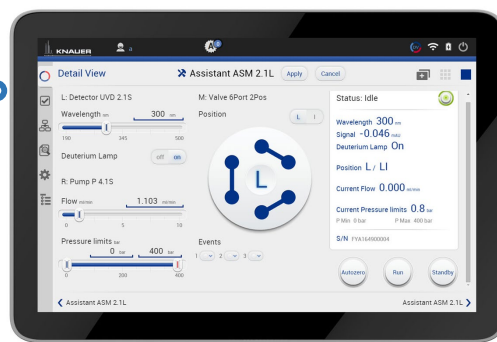 KNAUER
a
A
Detail View
Assistant ASM 2.1L
Apply
Cancel
L: Detector UVD 2.1S
Wavelength nm 300 nm
190 345 500
Deuterium Lamp off on
R: Pump P 4.1S
Flow ml/min 1.103 ml/min
0 5 10
Pressure limits bar
0 bar 400 bar
0 200 400
M: Valve 6Port 2Pos
Position L I
L
Events
1 2 3
Status: Idle
Wavelength 300 nm
Signal -0.046 mAU
Deuterium Lamp On
Position L / LI
Current Flow 0.000 ml/min
Current Pressure limits 0.8 bar
P Min 0 bar P Max 400 bar
S/N FYA164900004
Autozero
Run
Standby
Assistant ASM 2.1L
Assistant ASM 2.1L